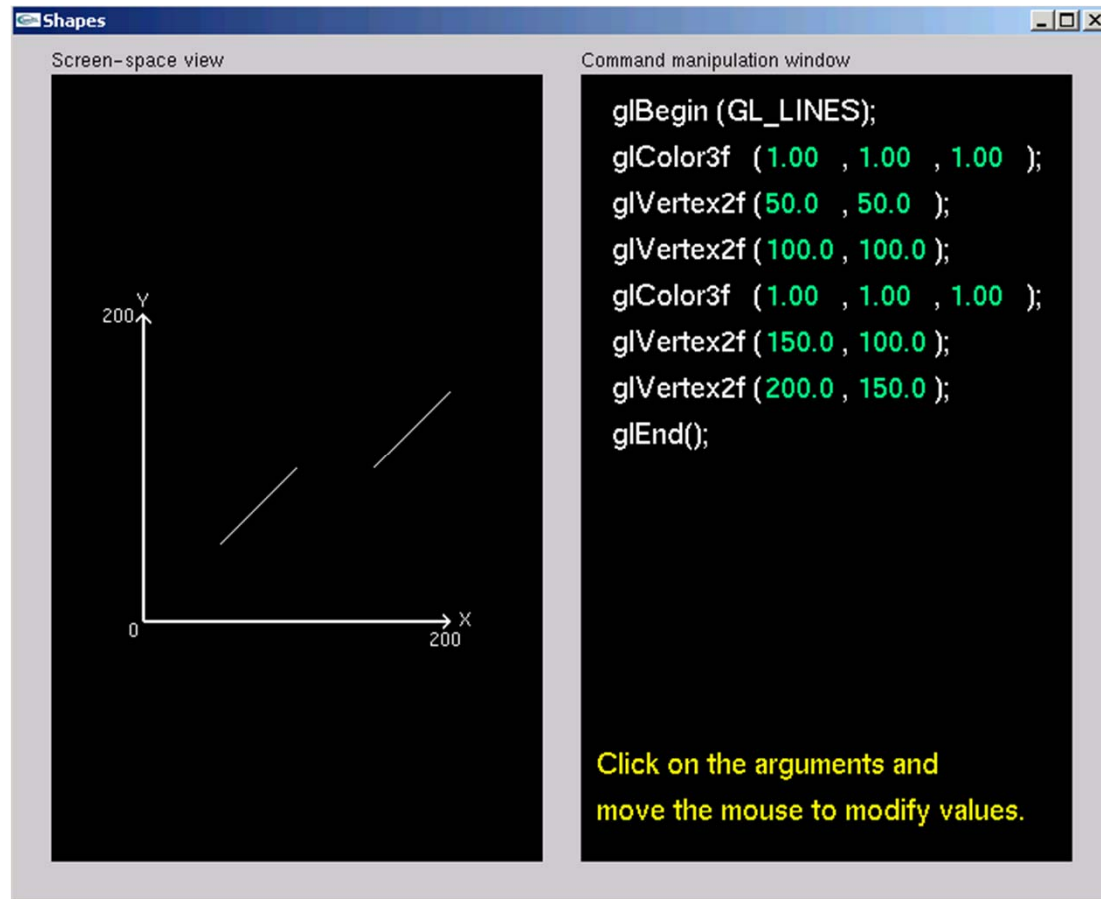 Shapes
Screen-space view
Y
200
0
X
200
Command manipulation window
glBegin (GL_LINES);
glColor3f (1.00 , 1.00 , 1.00 );
glVertex2f (50.0 , 50.0 );
glVertex2f (100.0 , 100.0 );
glColor3f (1.00 , 1.00 , 1.00 );
glVertex2f (150.0 , 100.0 );
glVertex2f (200.0 , 150.0 );
glEnd();
Click on the arguments and
move the mouse to modify values.